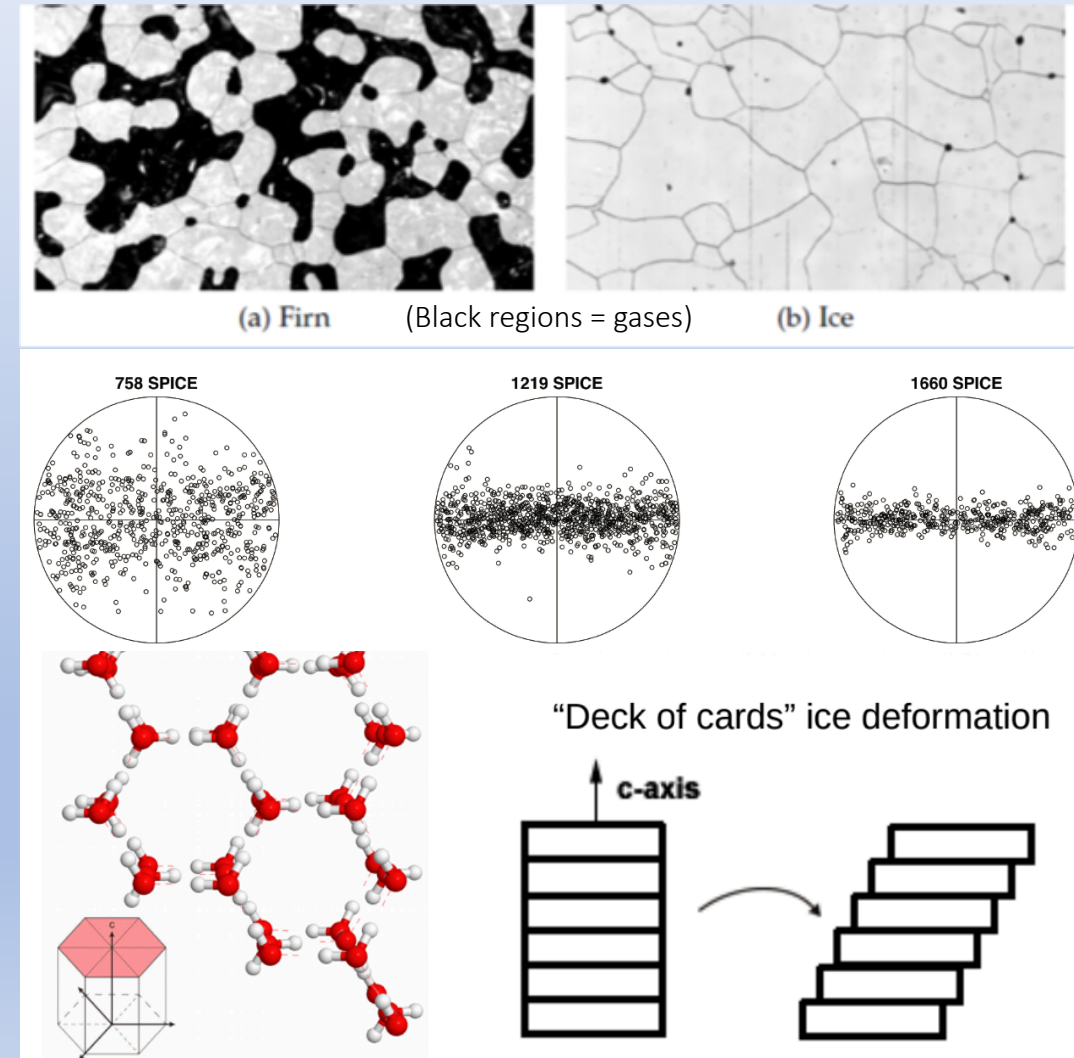 (a) Firn (Black regions = gases) (b) Ice
758 SPICE 1219 SPICE 1660 SPICE
“Deck of cards” ice deformation
c-axis
c